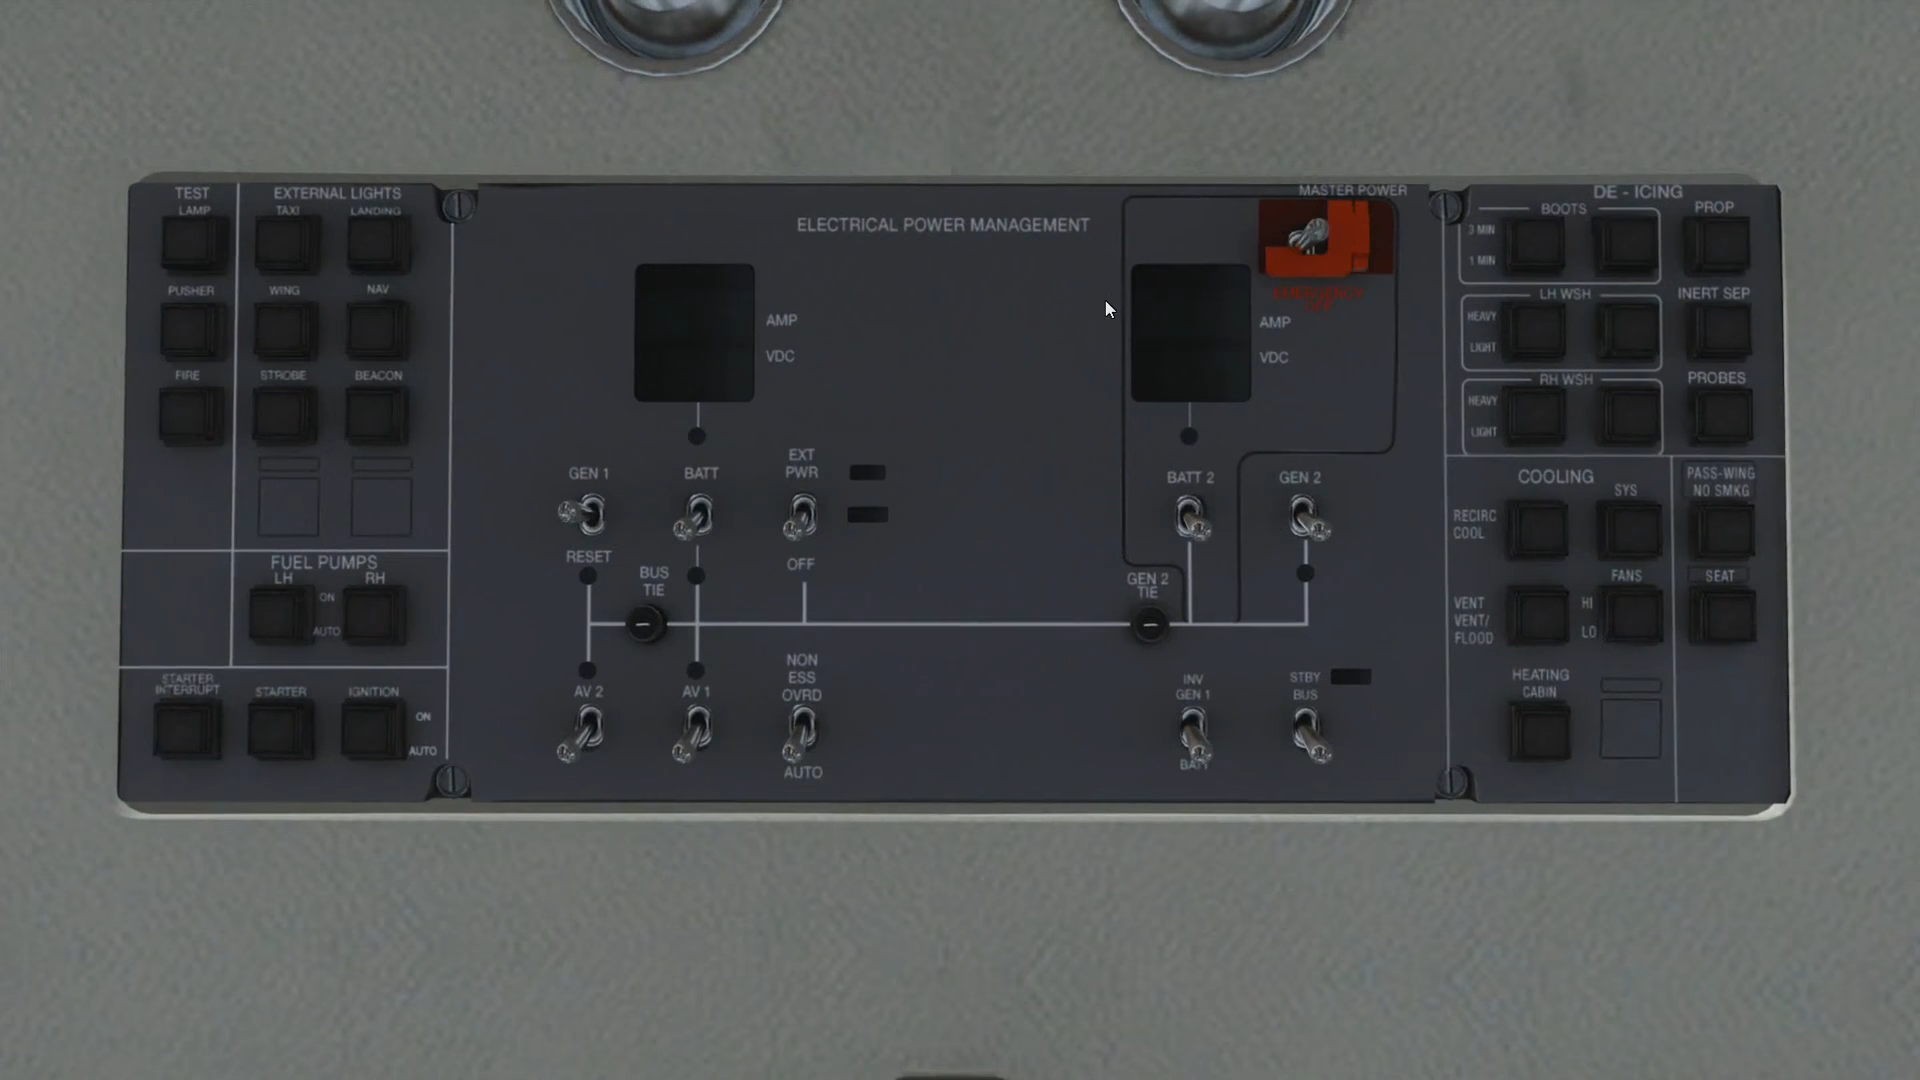 TEST
LAMP
PUSHER
FIRE
EXTERNAL LIGHTS
TAXI
LANDING
WING
NAV
STROBE
BEACON
FUEL PUMPS
LH
RH
ON
AUTO
STARTER
INTERRUPT
STARTER
IGNITION
ON
AUTO
ELECTRICAL POWER MANAGEMENT
AMP
VDC
GEN 1
RESET
BATT
EXT
PWR
OFF
BUS
TIE
AV 2
AV 1
NON
ESS
OVRD
AUTO
MASTER POWER
EMERGENCY
OFF
AMP
VDC
BATT 2
GEN 2
GEN 2
TIE
INV
GEN 1
BATT
STBY
BUS
DE - ICING
BOOTS
3 MIN
1 MIN
PROP
LH WSH
HEAVY
LIGHT
INERT SEP
RH WSH
HEAVY
LIGHT
PROBES
COOLING
SYS
RECIRC
COOL
FANS
VENT
VENT/
FLOOD
HI
LO
HEATING
CABIN
PASS-WING
NO SMKG
SEAT